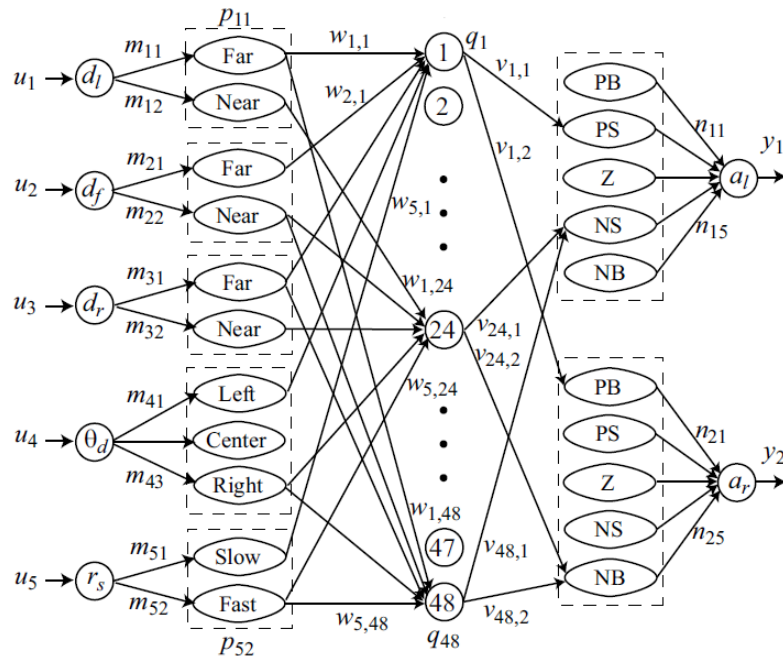 p11
m11
Far
w1,1
1
q1
u1
dl
m12
Near
w2,1
2
v1,1
PB
n11
y1
m21
Far
v1,2
PS
u2
df
m22
Near
w5,1
Z
al
NS
n15
m31
Far
w1,24
NB
u3
dr
m32
Near
24
v24,1
v24,2
m41
Left
w5,24
PB
n21
u4
θd
Center
PS
y2
m43
Right
Z
ar
w1,48
NS
n25
m51
Slow
47
v48,1
u5
rs
m52
Fast
w5,48
48
v48,2
NB
p52
q48